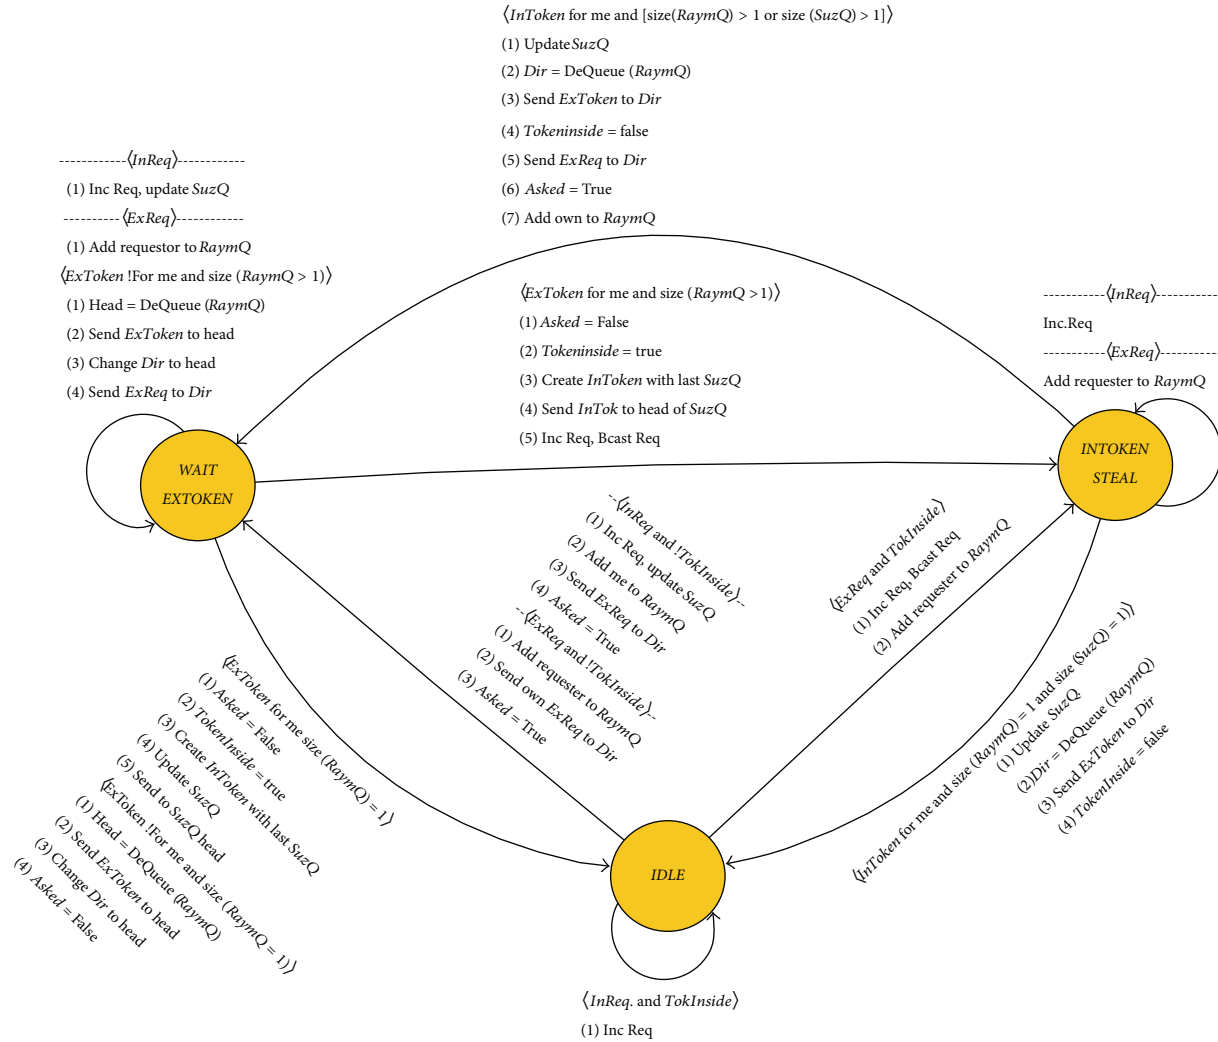 ⟨InToken for me and [size(RaymQ) > 1 or size (SuzQ) > 1]⟩
(1) Update SuzQ
(2) Dir = DeQueue (RaymQ)
(3) Send ExToken to Dir
(4) Tokeninside = false
(5) Send ExReq to Dir
(6) Asked = True
(7) Add own to RaymQ
------------⟨InReq⟩------------
(1) Inc Req, update SuzQ
----------⟨ExReq⟩------------
(1) Add requestor to RaymQ
⟨ExToken !For me and size (RaymQ > 1)⟩
(1) Head = DeQueue (RaymQ)
(2) Send ExToken to head
(3) Change Dir to head
(4) Send ExReq to Dir
⟨ExToken for me and size (RaymQ >1)⟩
(1) Asked = False
(2) Tokeninside = true
(3) Create InToken with last SuzQ
(4) Send InTok to head of SuzQ
(5) Inc Req, Bcast Req
-----------⟨InReq⟩-----------
Inc.Req
-----------⟨ExReq⟩-----------
Add requester to RaymQ
WAIT
EXTOKEN
INTOKEN
STEAL
--⟨InReq and !TokInside⟩--
(1) Inc Req, update SuzQ
(2) Add me to RaymQ
(3) Send ExReq to Dir
(4) Asked = True
--⟨ExReq and !TokInside⟩--
(1) Add requester to RaymQ
(2) Send own ExReq to Dir
(3) Asked = True
⟨ExReq and TokInside⟩
(1) Inc Req, Bcast Req
(2) Add requester to RaymQ
⟨ExToken for me size (RaymQ) = 1⟩
(1) Asked = False
(2) TokenInside = true
(3) Create InToken with last SuzQ
(4) Update SuzQ
(5) Send to SuzQ head
⟨ExToken !For me and size (RaymQ = 1)⟩
(1) Head = DeQueue (RaymQ)
(2) Send ExToken to head
(3) Change Dir to head
(4) Asked = False
⟨InToken for me and size (RaymQ) = 1 and size (SuzQ) = 1)⟩
(1) Update SuzQ
(2)Dir = DeQueue (RaymQ)
(3) Send ExToken to Dir
(4) TokenInside = false
IDLE
⟨InReq. and TokInside⟩
(1) Inc Req